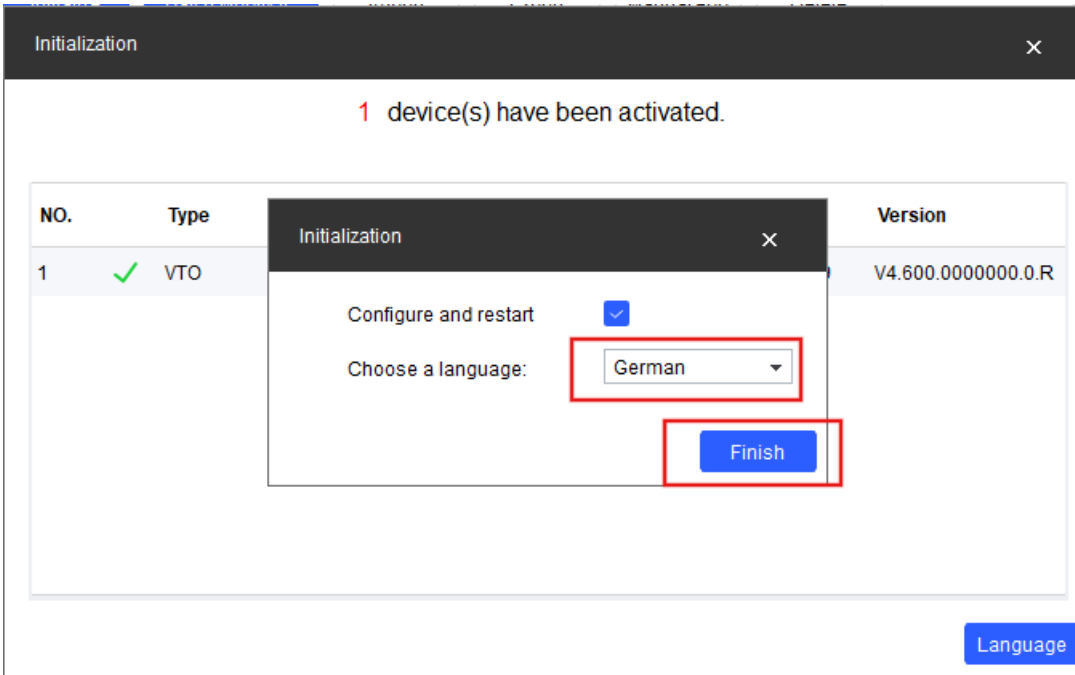 Initialization
1 device(s) have been activated.
NO. Type Version
1 VTO V4.600.0000000.0.R
Initialization
Configure and restart
Choose a language: German
Finish
Language